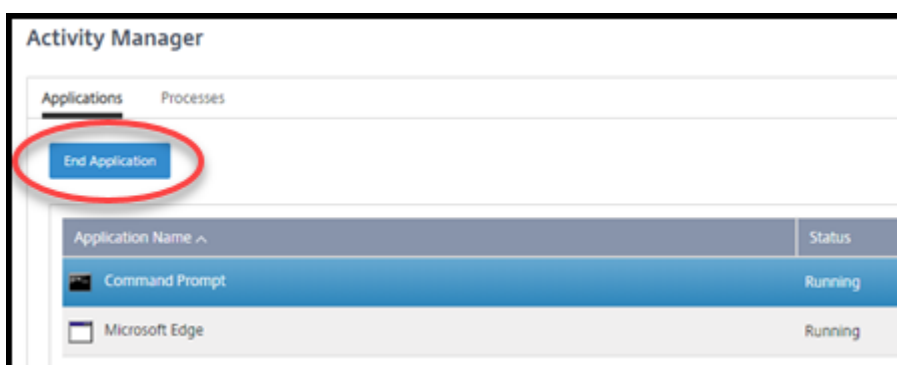 Activity Manager
Applications Processes
End Application
Application Name Status
Command Prompt Running
Microsoft Edge Running